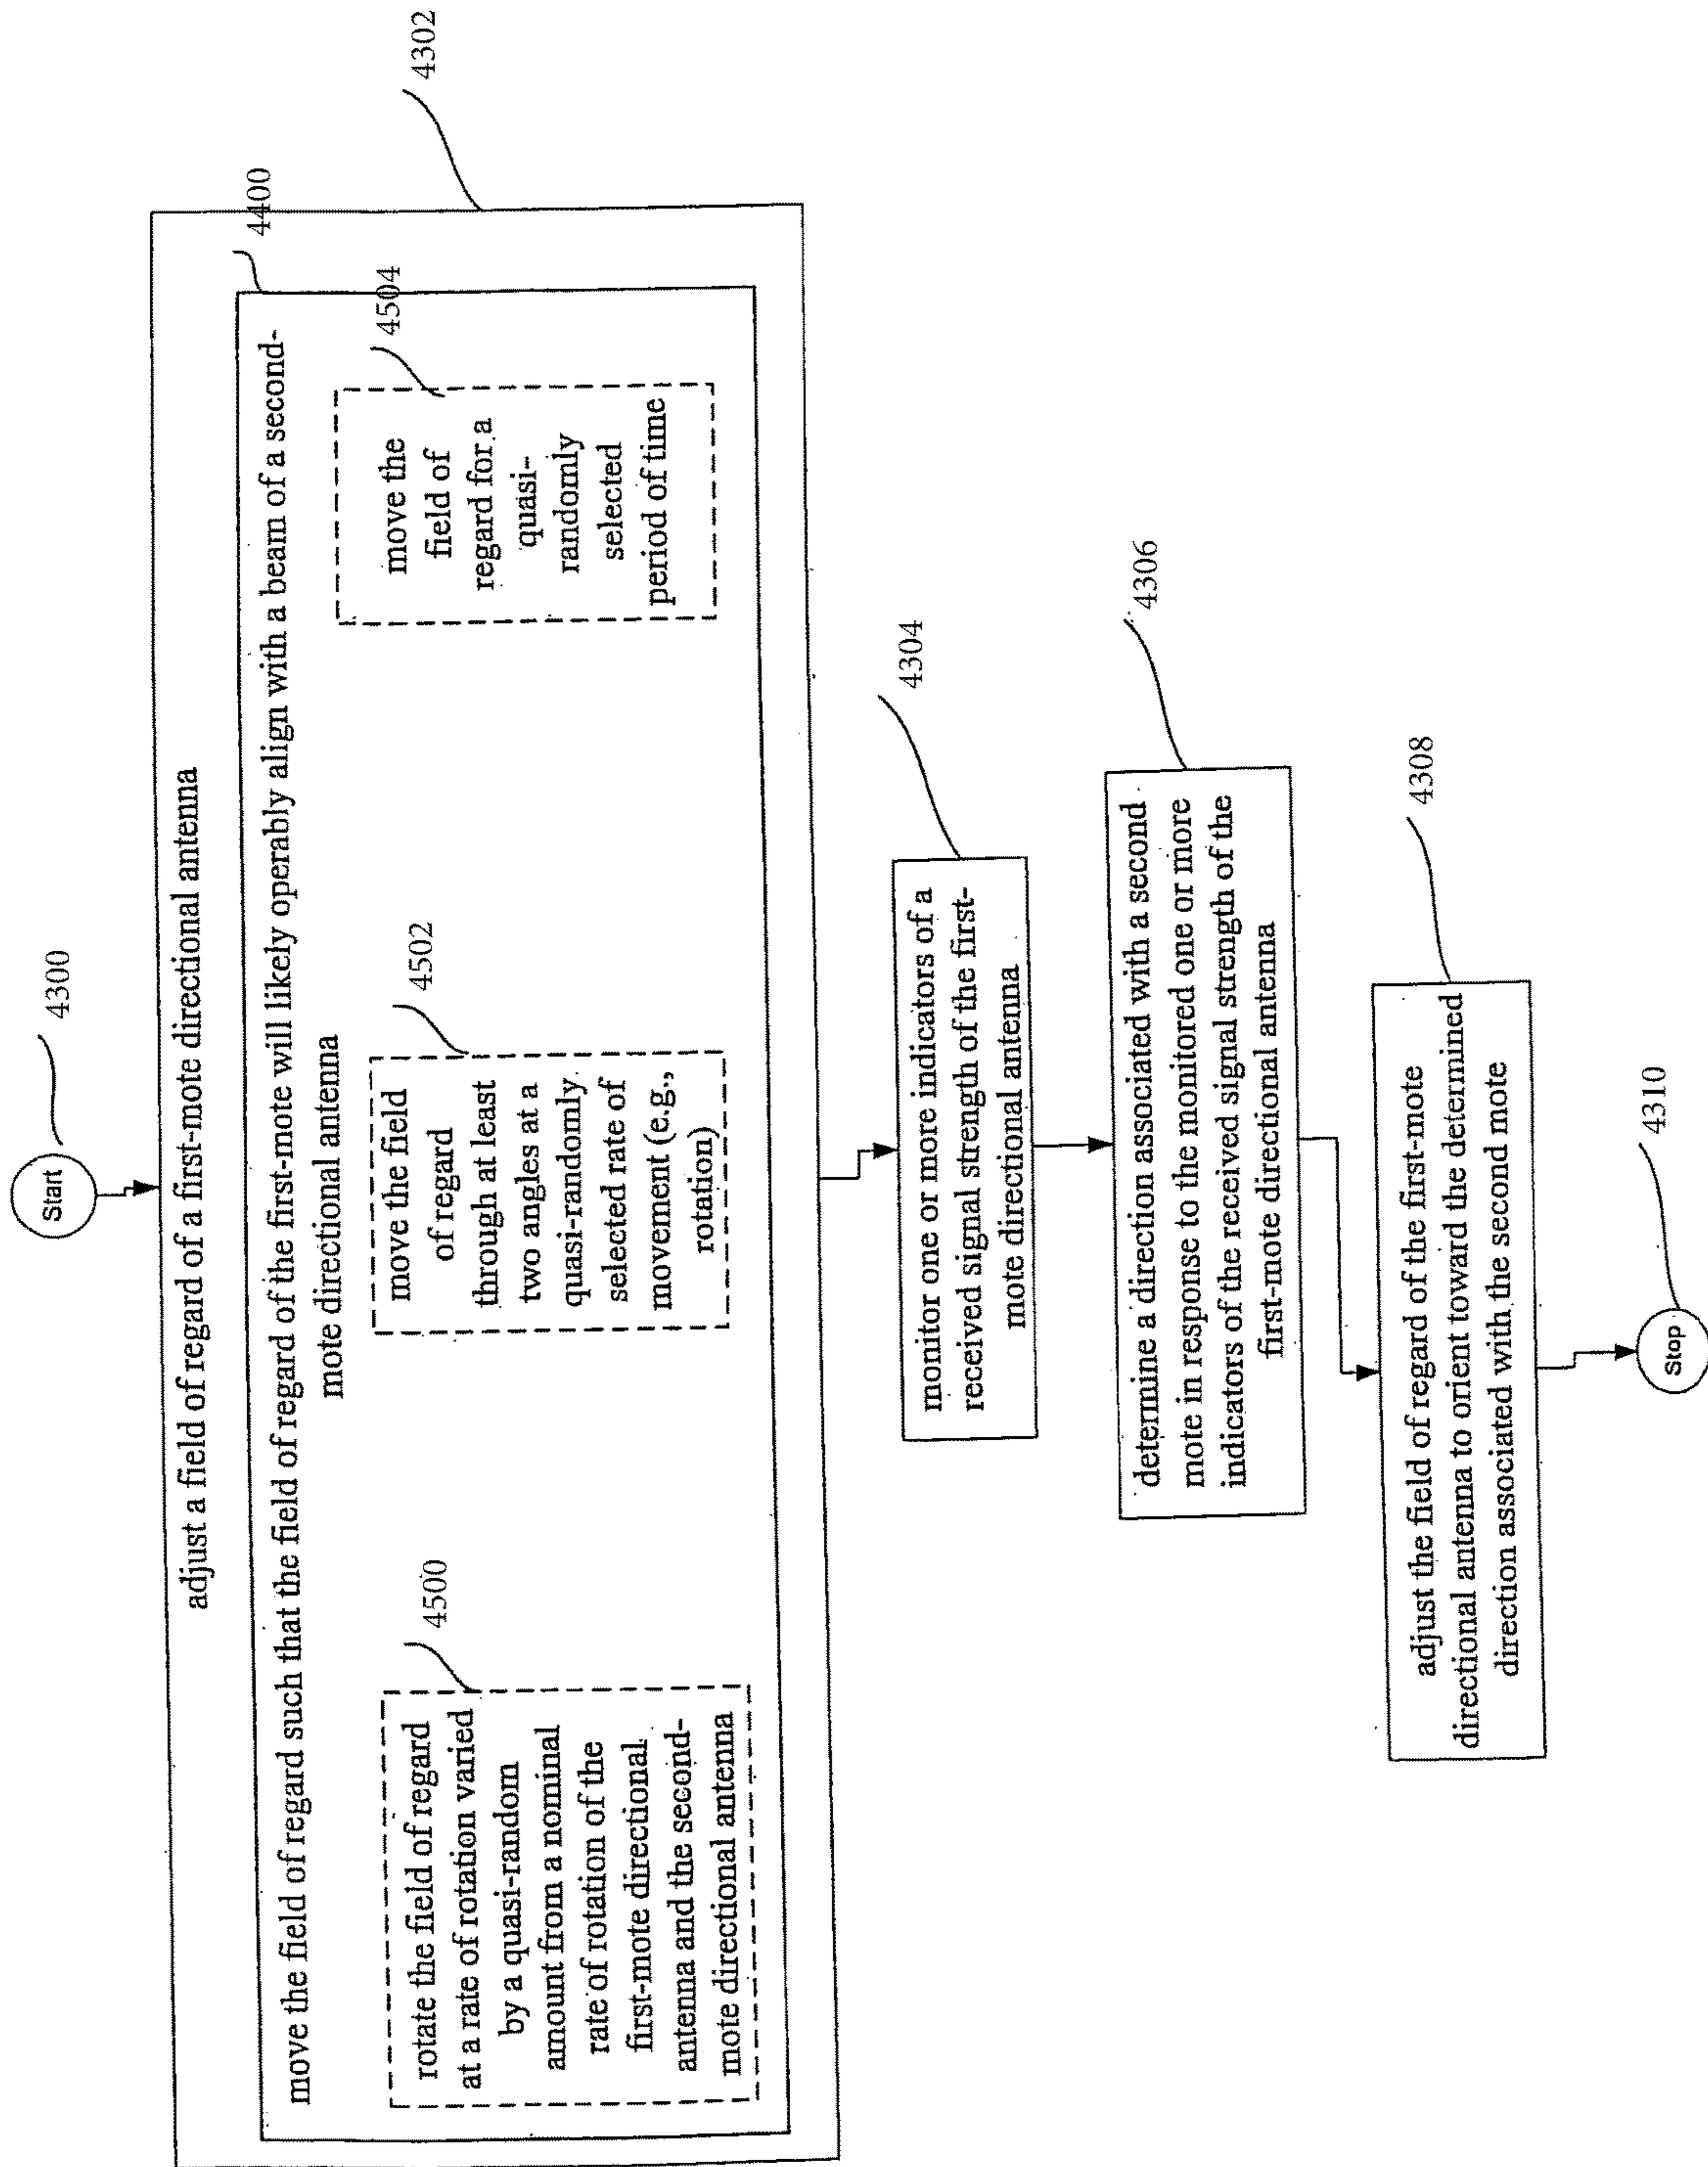 Start
4300
4302
adjust a field of regard of a first-mote directional antenna
4400
move the field of regard such that the field of regard of the first-mote will likely operably align with a beam of a second-
mote directional antenna
4500
rotate the field of regard
at a rate of rotation varied
by a quasi-random
amount from a nominal
rate of rotation of the
first-mote directional
antenna and the second-
mote directional antenna
4502
move the field
of regard
through at least
two angles at a
quasi-randomly
selected rate of
movement (e.g.,
rotation)
4504
move the
field of
regard for a
quasi-
randomly
selected
period of time
4304
monitor one or more indicators of a
received signal strength of the first-
mote directional antenna
4306
determine a direction associated with a second
mote in response to the monitored one or more
indicators of the received signal strength of the
first-mote directional antenna
4308
adjust the field of regard of the first-mote
directional antenna to orient toward the determined
direction associated with the second mote
4310
Stop